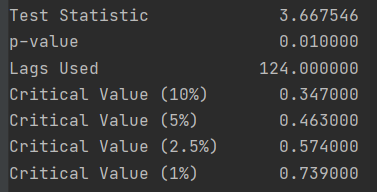 Test Statistic 3.667546
p-value 0.010000
Lags Used 124.000000
Critical Value (10%) 0.347000
Critical Value (5%) 0.463000
Critical Value (2.5%) 0.574000
Critical Value (1%) 0.739000